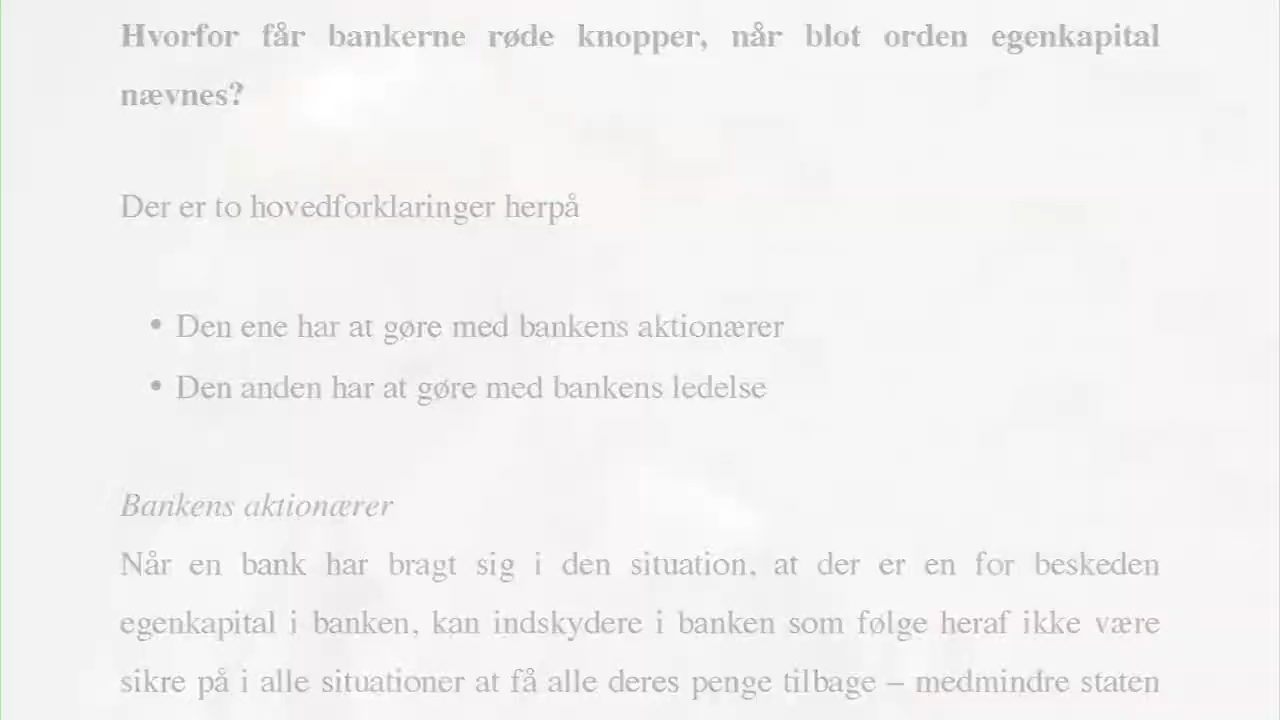 Hvorfor får bankerne røde knopper, når blot orden egenkapital
nævnes?
Der er to hovedforklaringer herpå
• Den ene har at gøre med bankens aktionærer
• Den anden har at gøre med bankens ledelse
Bankens aktionærer
Når en bank har bragt sig i den situation, at der er en for beskeden
egenkapital i banken, kan indskydere i banken som følge heraf ikke være
sikre på i alle situationer at få alle deres penge tilbage – medmindre staten